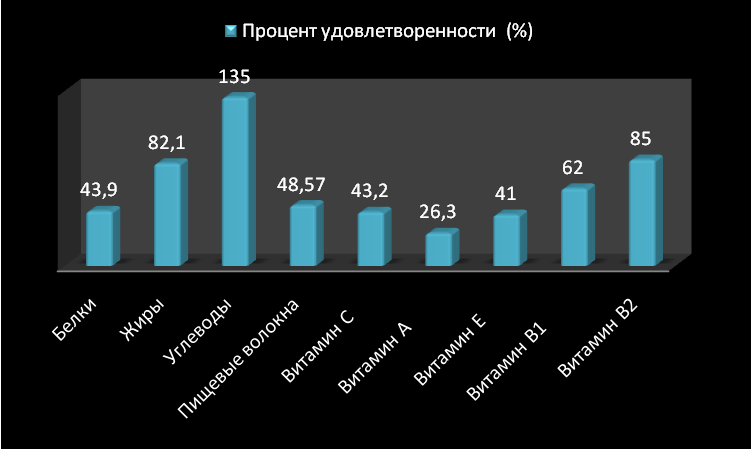 Процент удовлетворенности (%)
135
82,1
85
62
43,9
48,57
43,2
41
26,3
Белки
Жиры
Углеводы
Пищевые волокна
Витамин С
Витамин А
Витамин Е
Витамин В1
Витамин В2